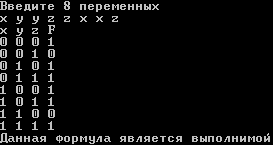 Введите 8 переменных
x y y z z x x z
x y z F
0 0 0 1
0 0 1 0
0 1 0 1
0 1 1 1
1 0 0 1
1 0 1 1
1 1 0 0
1 1 1 1
Данная формула является выполнимой